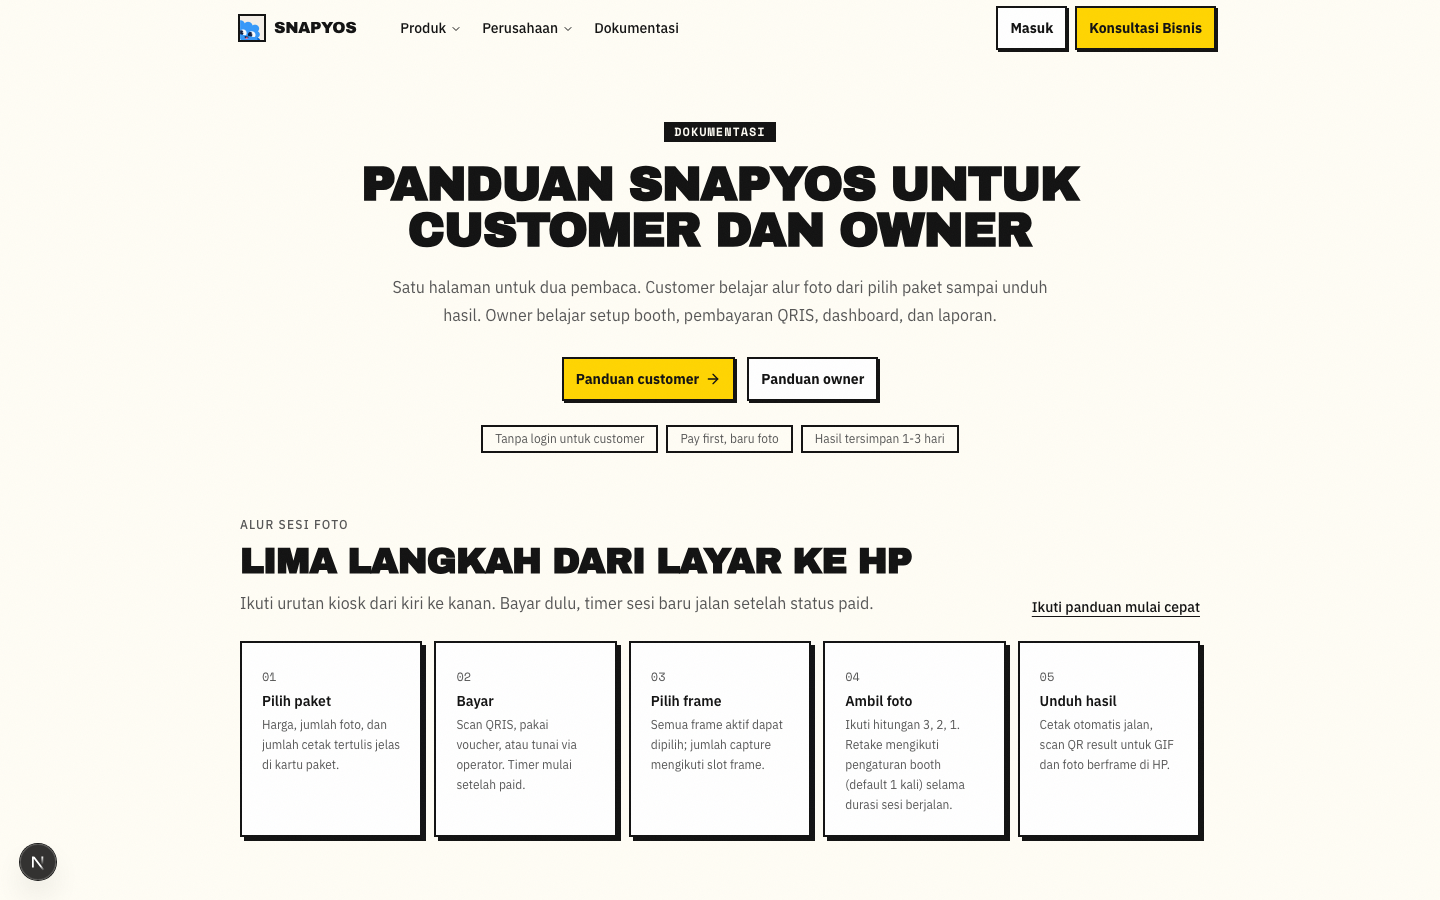 SNAPYOS
Produk
Perusahaan
Dokumentasi
Masuk
Konsultasi Bisnis
DOKUMENTASI
PANDUAN SNAPYOS UNTUK
CUSTOMER DAN OWNER
Satu halaman untuk dua pembaca. Customer belajar alur foto dari pilih paket sampai unduh
hasil. Owner belajar setup booth, pembayaran QRIS, dashboard, dan laporan.
Panduan customer →
Panduan owner
Tanpa login untuk customer
Pay first, baru foto
Hasil tersimpan 1-3 hari
ALUR SESI FOTO
LIMA LANGKAH DARI LAYAR KE HP
Ikuti urutan kiosk dari kiri ke kanan. Bayar dulu, timer sesi baru jalan setelah status paid.
Ikuti panduan mulai cepat
01
Pilih paket
Harga, jumlah foto, dan
jumlah cetak tertulis jelas
di kartu paket.
02
Bayar
Scan QRIS, pakai
voucher, atau tunai via
operator. Timer mulai
setelah paid.
03
Pilih frame
Semua frame aktif dapat
dipilih; jumlah capture
mengikuti slot frame.
04
Ambil foto
Ikuti hitungan 3, 2, 1.
Retake mengikuti
pengaturan booth
(default 1 kali) selama
durasi sesi berjalan.
05
Unduh hasil
Cetak otomatis jalan,
scan QR result untuk GIF
dan foto berframe di HP.
N